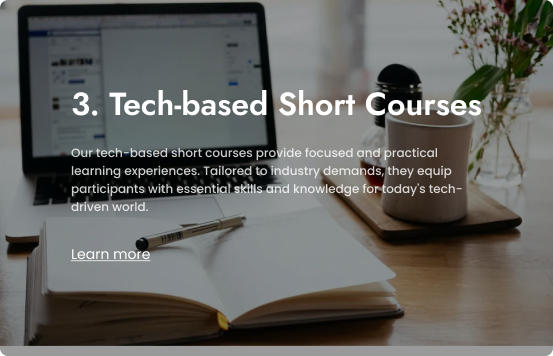 3. Tech-based Short Courses
Our tech-based short courses provide focused and practical
learning experiences. Tailored to industry demands, they equip
participants with essential skills and knowledge for today's tech-
driven world.
Learn more